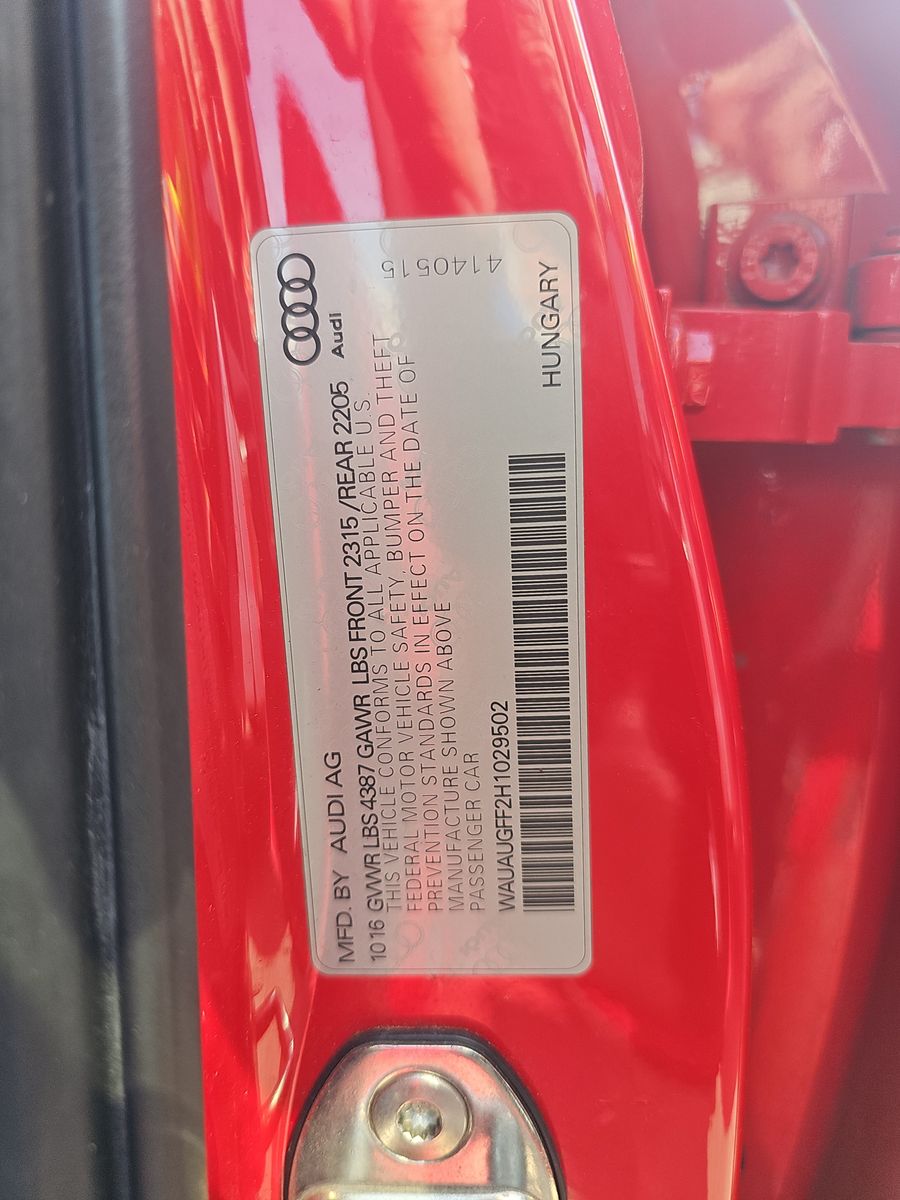 MFD. BY AUDI AG
Audi
10 16 GVWR LBS 4387 GAWR LBS FRONT 2315 /REAR 2205
THIS VEHICLE CONFORMS TO ALL APPLICABLE U.S.
FEDERAL MOTOR VEHICLE SAFETY, BUMPER AND THEFT
PREVENTION STANDARDS IN EFFECT ON THE DATE OF
MANUFACTURE SHOWN ABOVE
PASSENGER CAR
4140515
WAUAUGFF2H1029502
HUNGARY